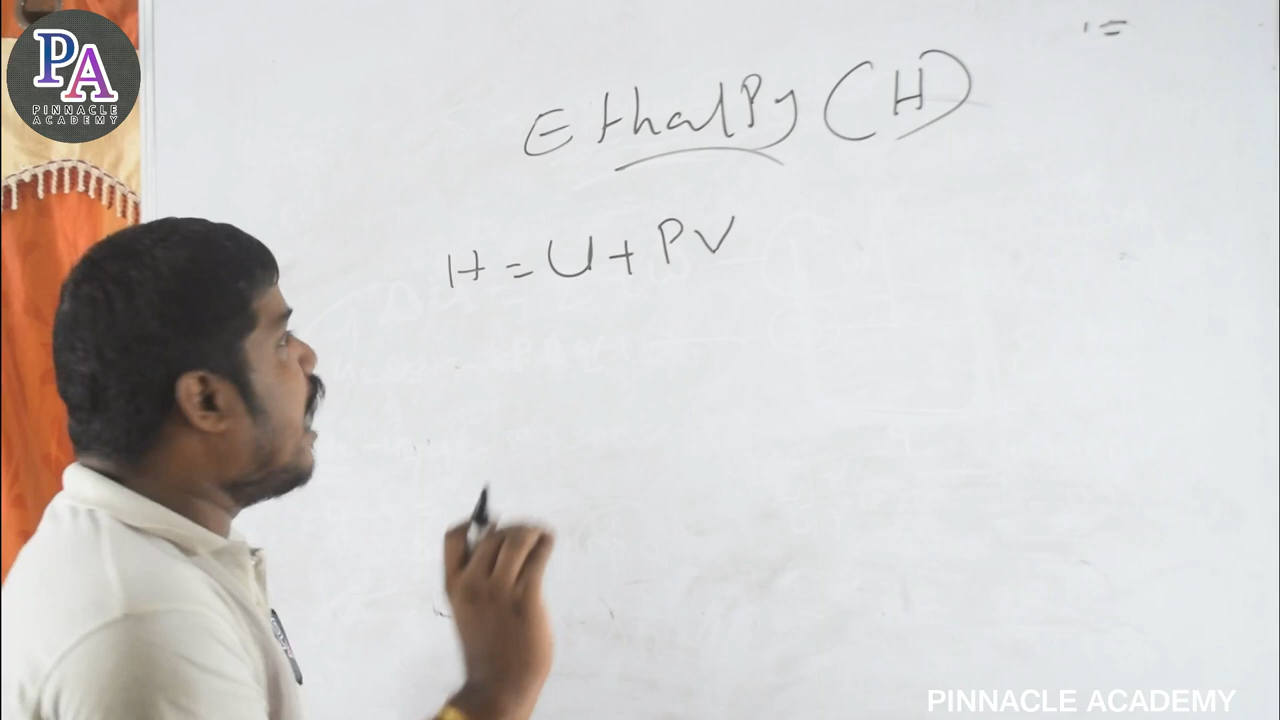 PA
PINNACLE
ACADEMY
EthalPy (H)
H = U + PV
PINNACLE ACADEMY